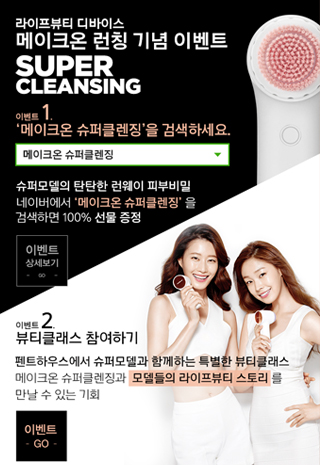 라이프뷰티 디바이스
메이크온 런칭 기념 이벤트
SUPER
CLEANSING
이벤트 1.
'메이크온 슈퍼클렌징'을 검색하세요.
메이크온 슈퍼클렌징
슈퍼모델의 탄탄한 런웨이 피부비밀
네이버에서 '메이크온 슈퍼클렌징' 을
검색하면 100% 선물 증정
이벤트
상세보기
- GO -
이벤트 2.
뷰티클래스 참여하기
펜트하우스에서 슈퍼모델과 함께하는 특별한 뷰티클래스
메이크온 슈퍼클렌징과 모델들의 라이프뷰티 스토리 를
만날 수 있는 기회
이벤트
- GO -